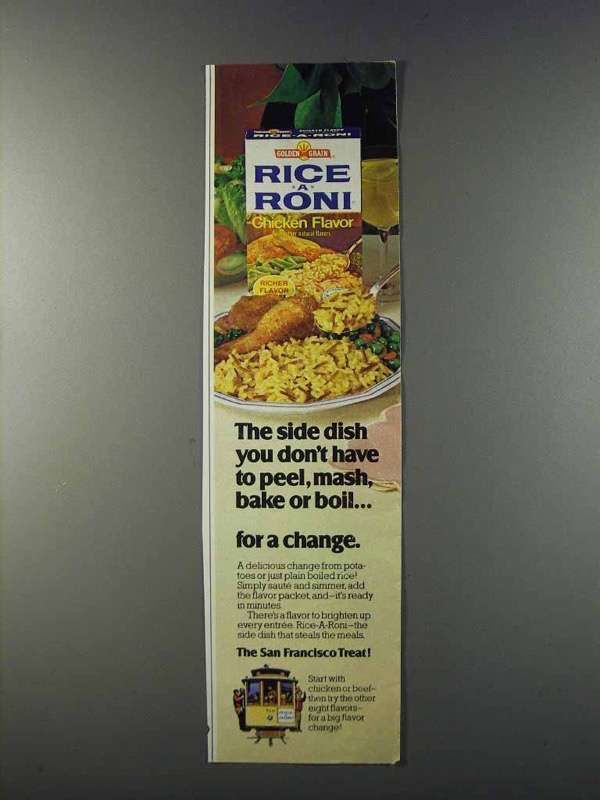 RICE-A-RONI
GOLDEN GRAIN
RICE
A
RONI
Chicken Flavor
natural flavors
RICHER
FLAVOR
The side dish
you don't have
to peel, mash,
bake or boil...
for a change.
A delicious change from pota-
toes or just plain boiled rice!
Simply sauté and simmer, add
the flavor packet, and—it's ready
in minutes.
There's a flavor to brighten up
every entrée. Rice-A-Roni—the
side dish that steals the meals.
The San Francisco Treat!
Start with
chicken or beef—
then try the other
eight flavors—
for a big flavor
change!